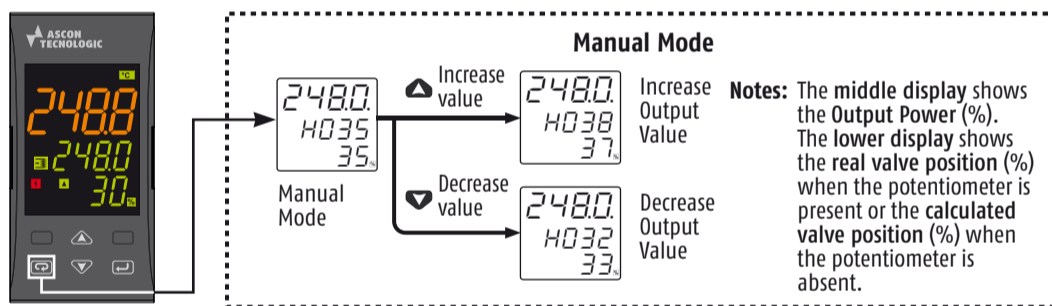 ASCON
TECNOLOGIC
°C
248.8
248.0
1
30%
Manual Mode
248.0.
H035
35%
Manual
Mode
Increase
value
248.0.
H038
37%
Increase
Output
Value
Decrease
value
248.0.
H032
33%
Decrease
Output
Value
Notes: The middle display shows
the Output Power (%).
The lower display shows
the real valve position (%)
when the potentiometer is
present or the calculated
valve position (%) when
the potentiometer is
absent.